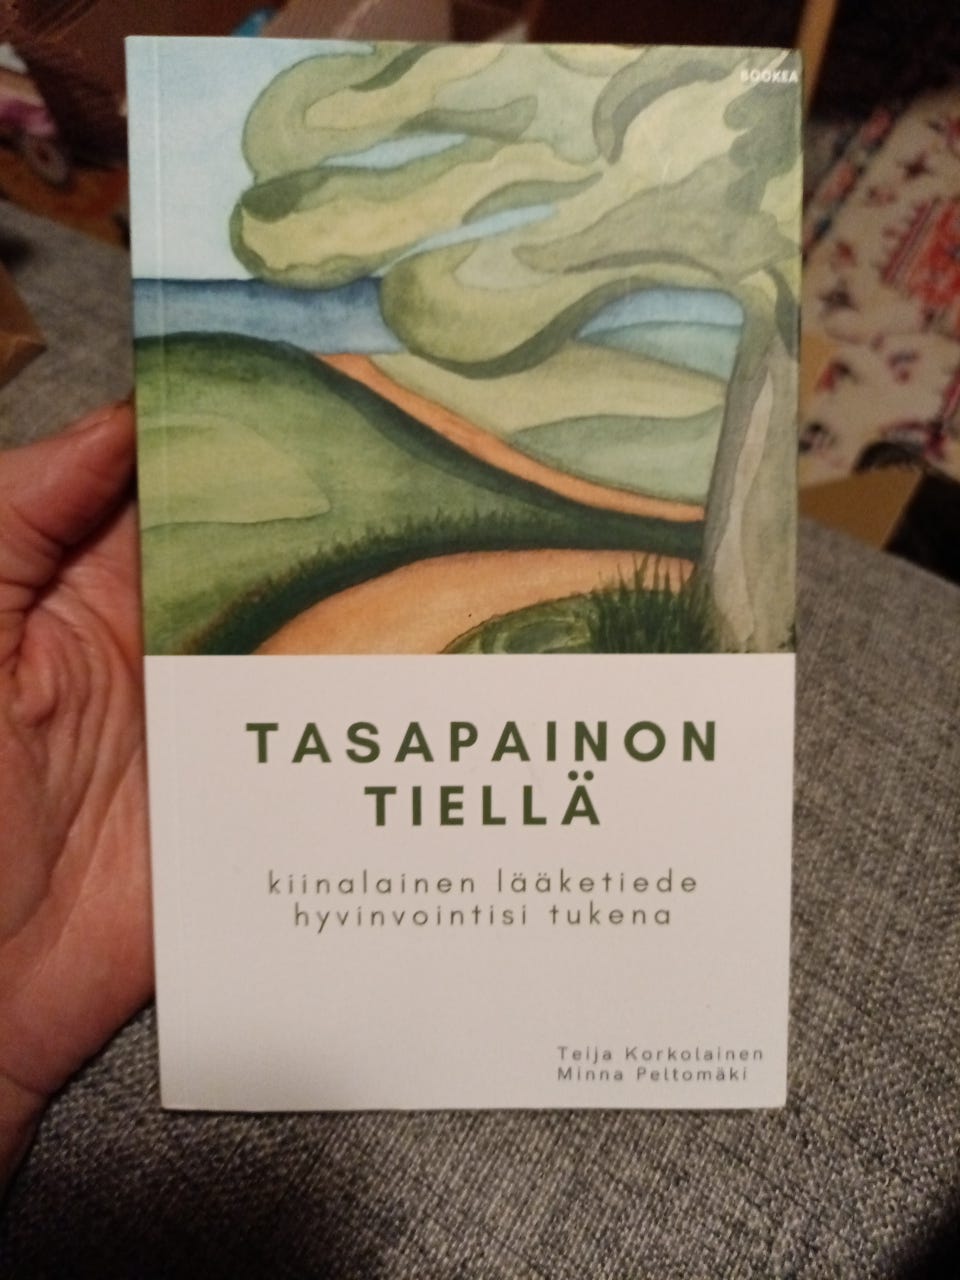 BOOKEA
TASAPAINON
TIELLÄ
kiinalainen lääketiede
hyvinvointisi tukena
Teija Korkolainen
Minna Peltomäki